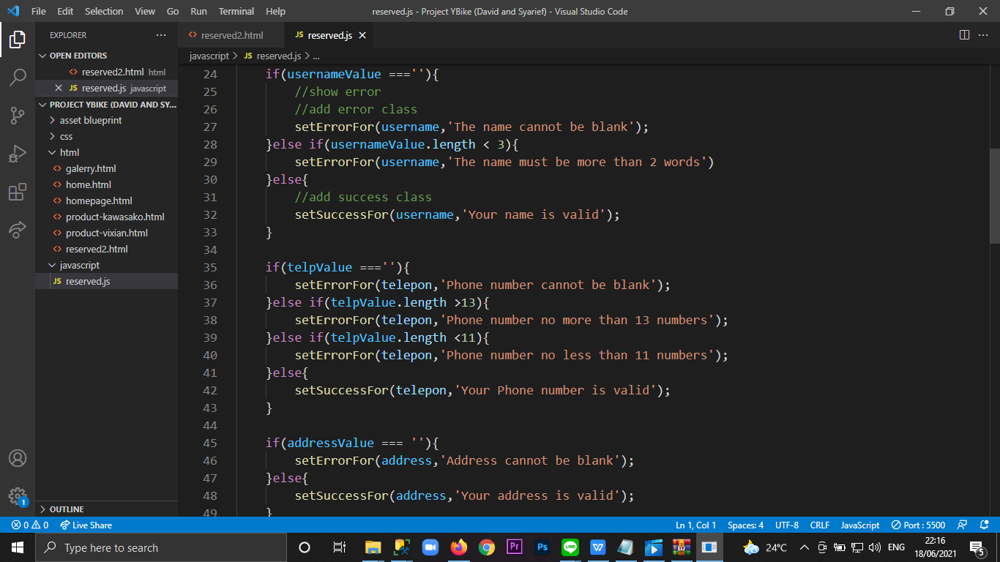 File Edit Selection View Go Run Terminal Help
reserved.js - Project YBike (David and Syarief) - Visual Studio Code
EXPLORER
OPEN EDITORS
reserved2.html html
reserved.js javascript
PROJECT YBIKE (DAVID AND SY...
asset blueprint
css
html
galerry.html
home.html
homepage.html
product-kawasako.html
product-vixian.html
reserved2.html
javascript
JS reserved.js
OUTLINE
reserved2.html
JS reserved.js
javascript > JS reserved.js > ...
24 if(usernameValue ===''){
25 //show error
26 //add error class
27 setErrorFor(username,'The name cannot be blank');
28 }else if(usernameValue.length < 3){
29 setErrorFor(username,'The name must be more than 2 words')
30 }else{
31 //add success class
32 setSuccessFor(username,'Your name is valid');
33 }
34
35 if(telpValue ===''){
36 setErrorFor(telepon,'Phone number cannot be blank');
37 }else if(telpValue.length >13){
38 setErrorFor(telepon,'Phone number no more than 13 numbers');
39 }else if(telpValue.length <11){
40 setErrorFor(telepon,'Phone number no less than 11 numbers');
41 }else{
42 setSuccessFor(telepon,'Your Phone number is valid');
43 }
44
45 if(addressValue === ''){
46 setErrorFor(address,'Address cannot be blank');
47 }else{
48 setSuccessFor(address,'Your address is valid');
49 }
1
0 0 Live Share
Ln 1, Col 1 Spaces: 4 UTF-8 CRLF JavaScript Port : 5500
Type here to search
Pr
Ps
LINE
W
24°C
ENG
22:16
18/06/2021
5